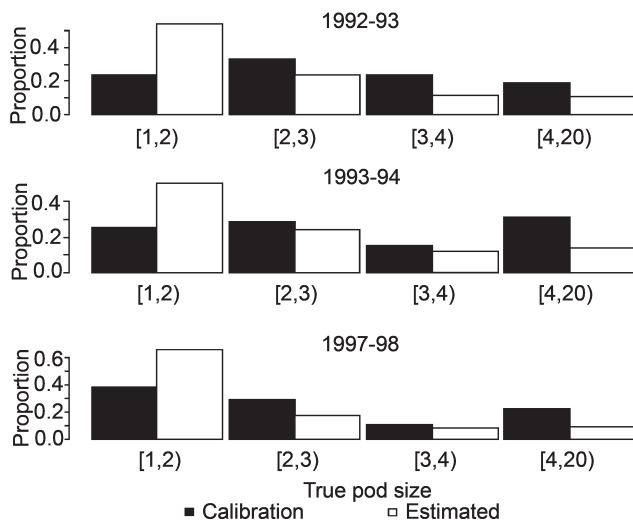 1992-93
Proportion
0.4
0.2
0.0
[1,2) [2,3) [3,4) [4,20)
1993-94
Proportion
0.4
0.2
0.0
[1,2) [2,3) [3,4) [4,20)
1997-98
Proportion
0.6
0.4
0.2
0.0
[1,2) [2,3) [3,4) [4,20)
True pod size
Calibration Estimated